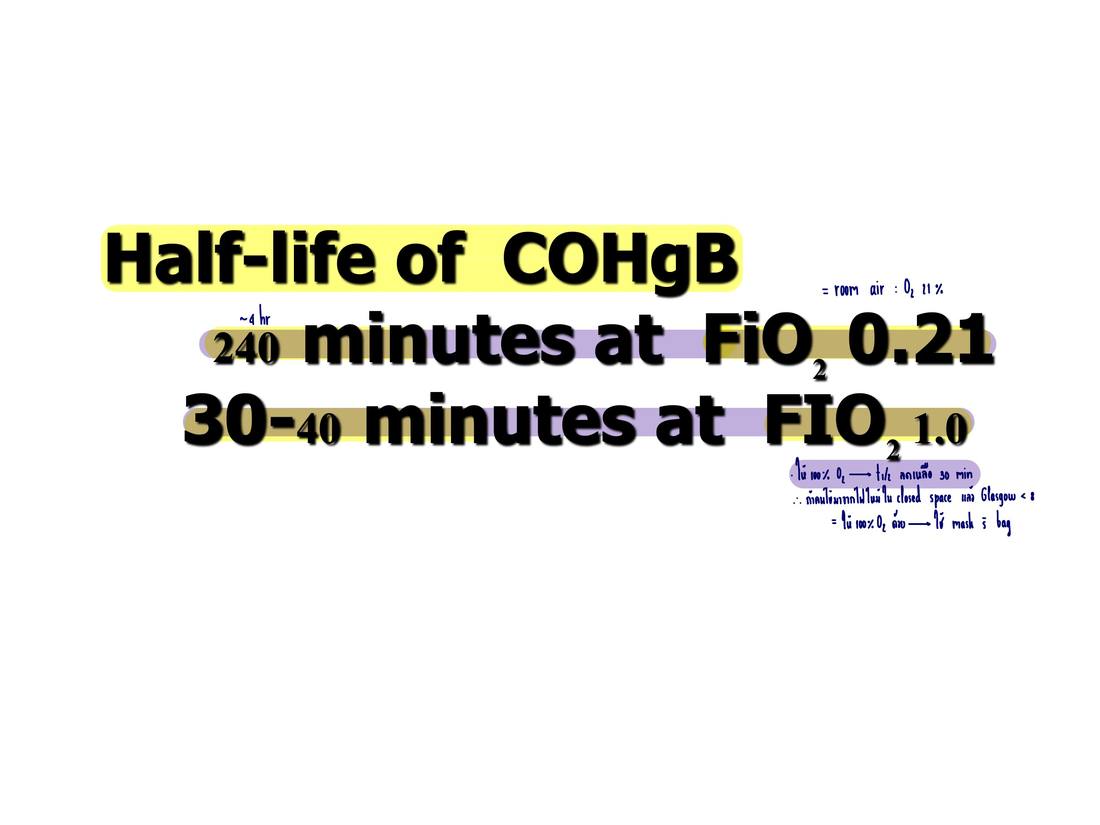 Half-life of COHgB
= room air : O₂ 21 %
~4 hr
240 minutes at FiO₂ 0.21
30-40 minutes at FIO₂ 1.0
· ให้ 100% O₂ → t1/2 ลดเหลือ 30 min
∴ ถ้าคนไข้มาจากไฟไหม้ใน closed space แล้ว Glasgow < 8
= ให้ 100% O₂ ด้วย → ใช้ mask c̄ bag